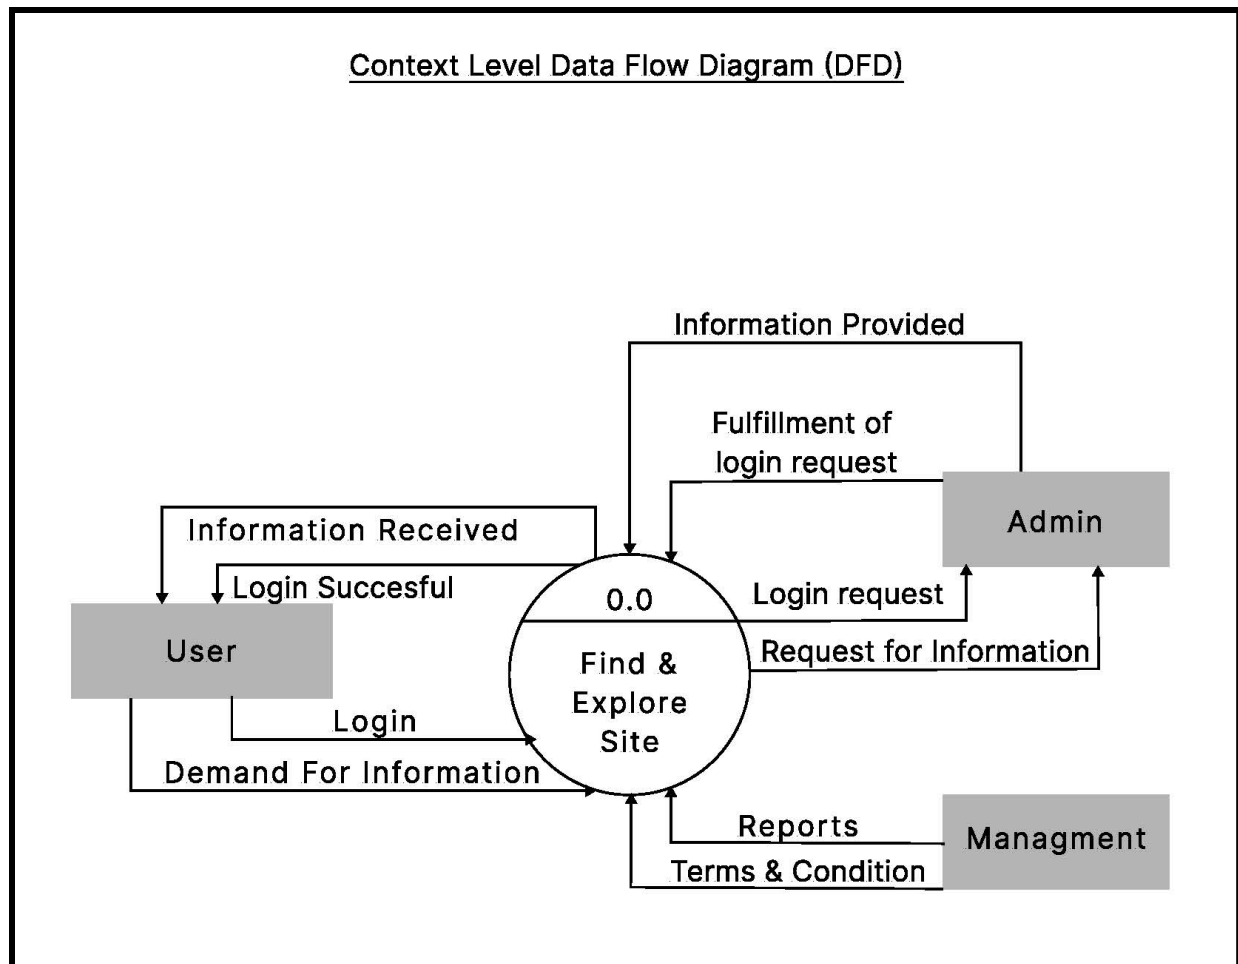 Context Level Data Flow Diagram (DFD)
Information Provided
Fulfillment of
login request
Admin
Information Received
Login Succesful
0.0
Login request
User
Find &
Explore
Site
Request for Information
Login
Demand For Information
Reports
Managment
Terms & Condition